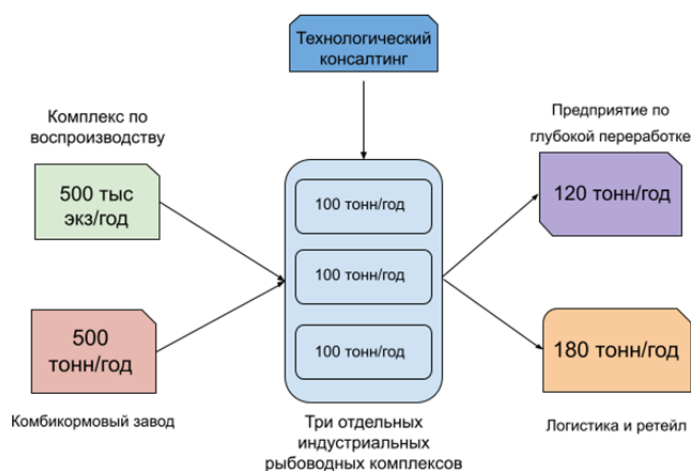 Технологический
консалтинг
Комплекс по
воспроизводству
500 тыс
экз/год
500
тонн/год
Комбикормовый завод
100 тонн/год
100 тонн/год
100 тонн/год
Три отдельных
индустриальных
рыбоводных комплексов
Предприятие по
глубокой переработке
120 тонн/год
180 тонн/год
Логистика и ретейл